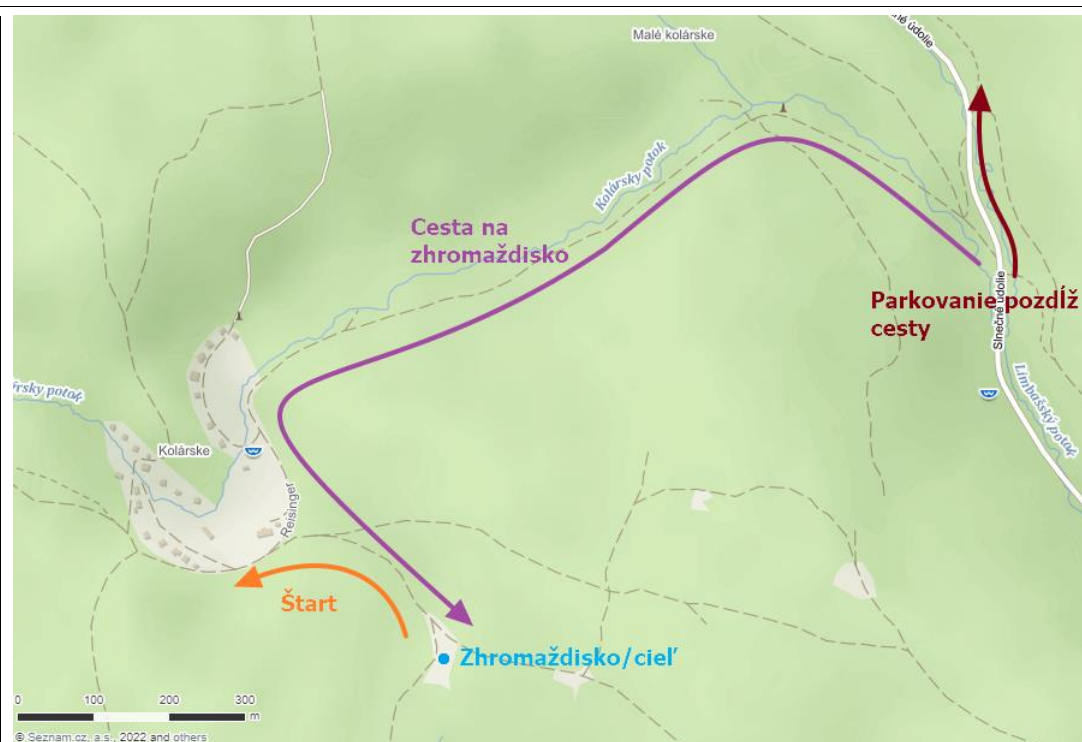 Malé kolárske
né údolie
Kolársky potok
Cesta na
zhromaždisko
Parkovanie pozdĺž
cesty
Slnečné údolie
Limbašský potok
rsky potok
Kolárske
Reisinger
Štart
Zhromaždisko/cieľ
0 100 200 300
m
© Seznam.cz, a.s., 2022 and others